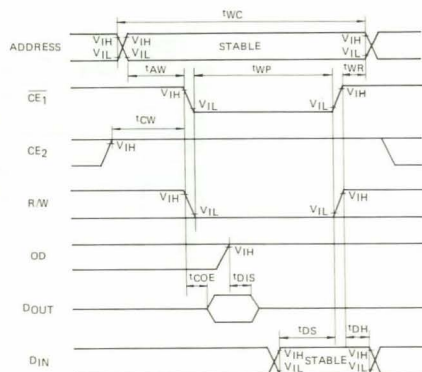 tWC
ADDRESS VIH VIH STABLE VIH
VIL VIL VIL
tAW tWP tWR
CE1 VIH VIL VIL VIH
tCW
CE2 VIH
R/W VIH VIL VIL VIH
OD VIH
tCOE tDIS
DOUT
tDS tDH
DIN VIH STABLE VIH
VIL VIL